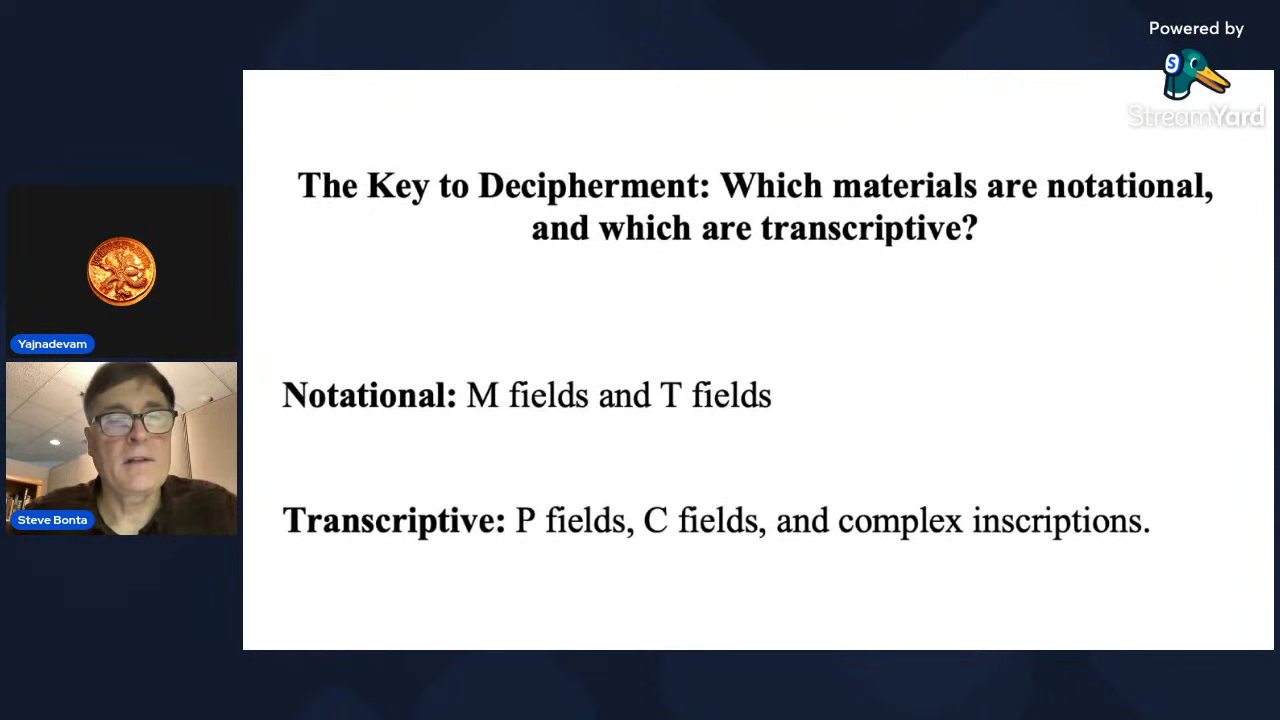 Powered by
S
StreamYard
The Key to Decipherment: Which materials are notational,
and which are transcriptive?
Yajnadevam
Notational: M fields and T fields
Steve Bonta
Transcriptive: P fields, C fields, and complex inscriptions.